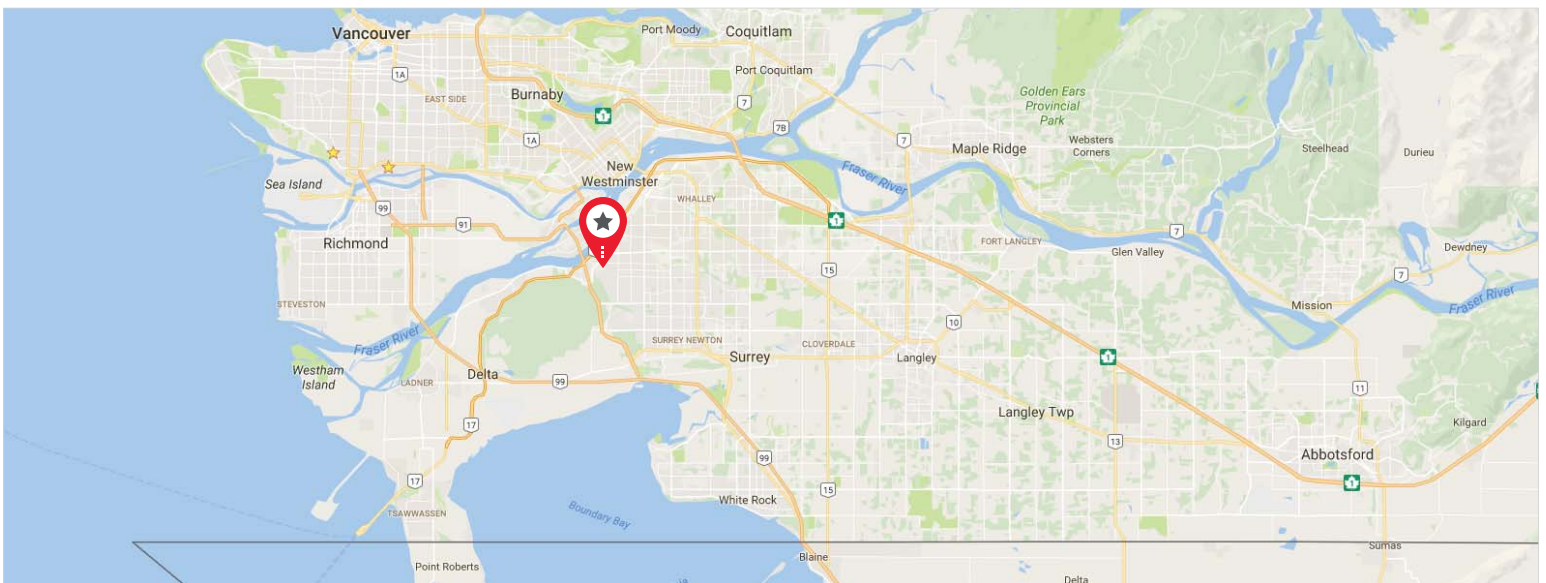 Vancouver
Port Moody
Coquitlam
Port Coquitlam
1A
EAST SIDE
Burnaby
1
7
1A
7B
7
Golden Ears
Provincial
Park
Websters
Corners
Maple Ridge
Steelhead
Durieu
New
Westminster
Fraser River
Sea Island
WHALLEY
99
91
1
Richmond
FORT LANGLEY
7
Glen Valley
Dewdney
15
7
STEVESTON
Mission
Fraser River
10
Fraser River
SURREY NEWTON
CLOVERDALE
Surrey
Langley
1
Westham
Island
LADNER
Delta
99
11
Langley Twp
17
13
Kilgard
Abbotsford
99
17
15
1
White Rock
TSAWWASSEN
Boundary Bay
Blaine
Sumas
Point Roberts
Delta